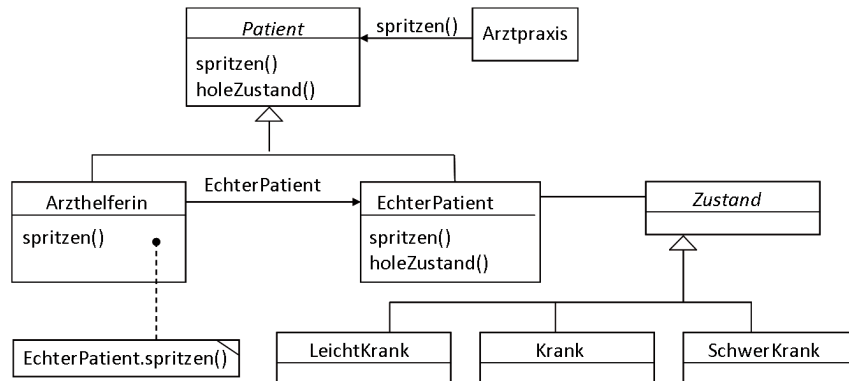 Patient
spritzen()
holeZustand()
spritzen()
Arztpraxis
Arzthelferin
spritzen()
EchterPatient
EchterPatient
spritzen()
holeZustand()
Zustand
EchterPatient.spritzen()
LeichtKrank
Krank
SchwerKrank